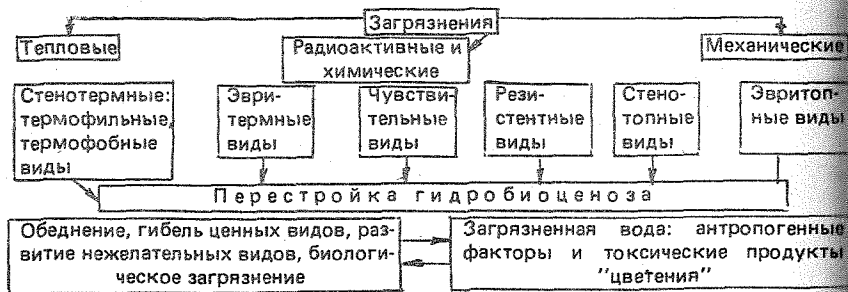 Загрязнения
Тепловые
Радиоактивные и
химические
Механические
Стенотермные:
термофильные,
термофобные
виды
Эври-
термные
виды
Чувстви-
тельные
виды
Рези-
стентные
виды
Стено-
топные
виды
Эвритоп-
ные виды
Перестройка гидробиоценоза
Обеднение, гибель ценных видов, раз-
витие нежелательных видов, биологи-
ческое загрязнение
Загрязненная вода: антропогенные
факторы и токсические продукты
"цветения"